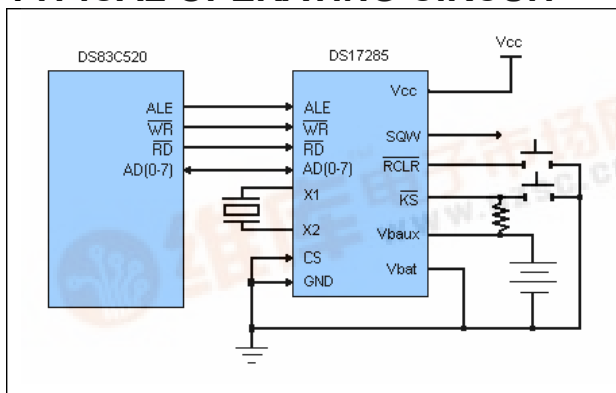 TYPICAL OPERATING CIRCUIT
DS83C520
ALE
WR
RD
AD(0-7)
DS17285
ALE
WR
RD
AD(0-7)
X1
X2
CS
GND
Vcc
SQW
RCLR
KS
Vbaux
Vbat
Vcc